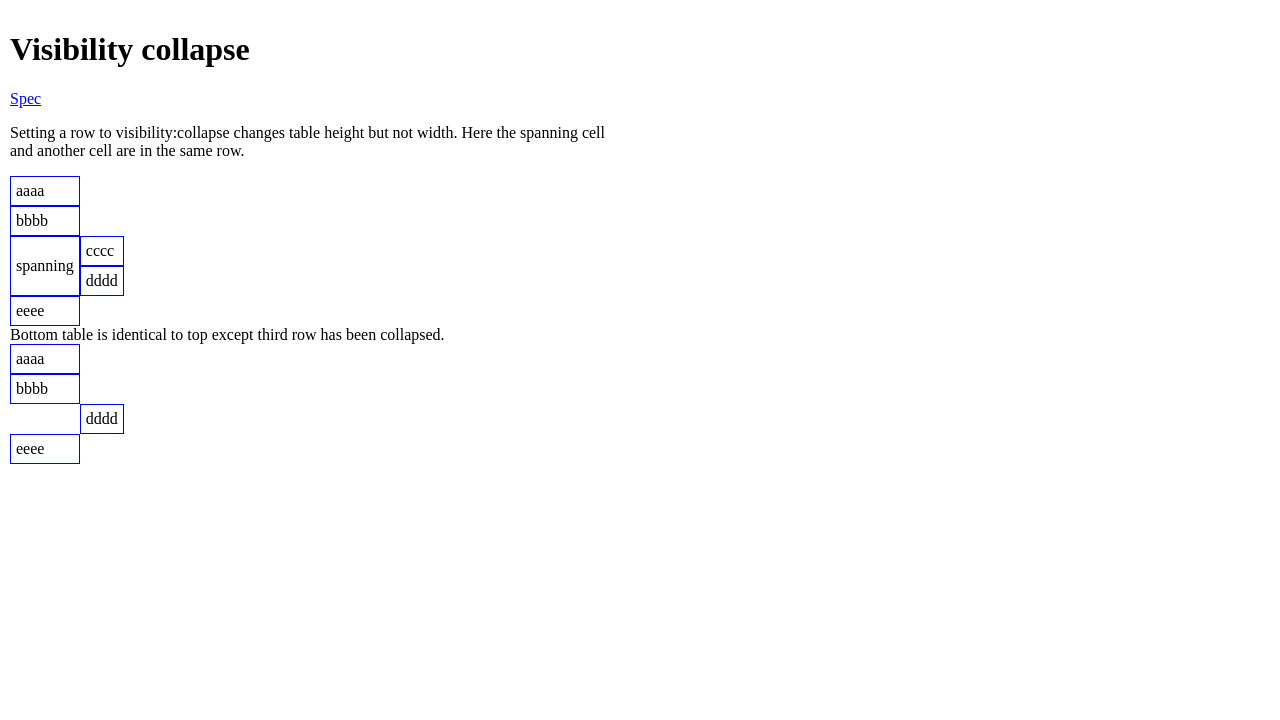 Visibility collapse
Spec
Setting a row to visibility:collapse changes table height but not width. Here the spanning cell
and another cell are in the same row.
aaaa
bbbb
spanning cccc
dddd
eeee
Bottom table is identical to top except third row has been collapsed.
aaaa
bbbb
dddd
eeee